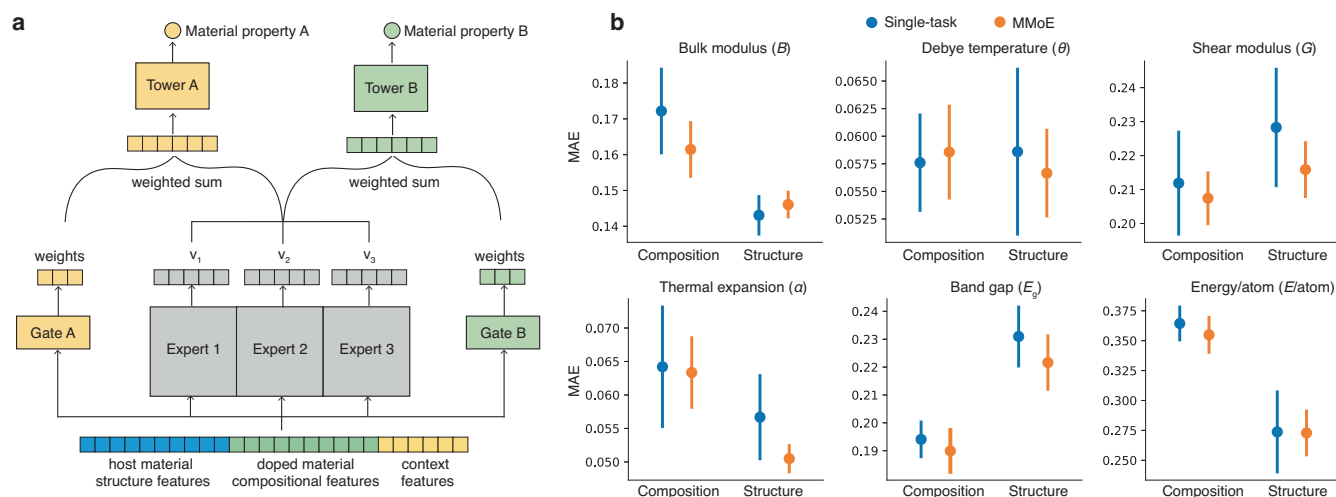 a
Material property A
Material property B
Tower A
Tower B
weighted sum
weighted sum
weights
v1
v2
v3
weights
Gate A
Expert 1
Expert 2
Expert 3
Gate B
host material
structure features
doped material
compositional features
context
features
b
Single-task
MMoE
Bulk modulus (B)
MAE
0.18
0.17
0.16
0.15
0.14
Composition
Structure
Debye temperature (θ)
0.0675
0.0650
0.0625
0.0600
0.0575
0.0550
0.0525
Composition
Structure
Shear modulus (G)
0.24
0.23
0.22
0.21
0.20
Composition
Structure
Thermal expansion (α)
MAE
0.070
0.065
0.060
0.055
0.050
Composition
Structure
Band gap (Eg)
0.24
0.23
0.22
0.21
0.20
0.19
Composition
Structure
Energy/atom (E/atom)
0.375
0.350
0.325
0.300
0.275
0.250
Composition
Structure